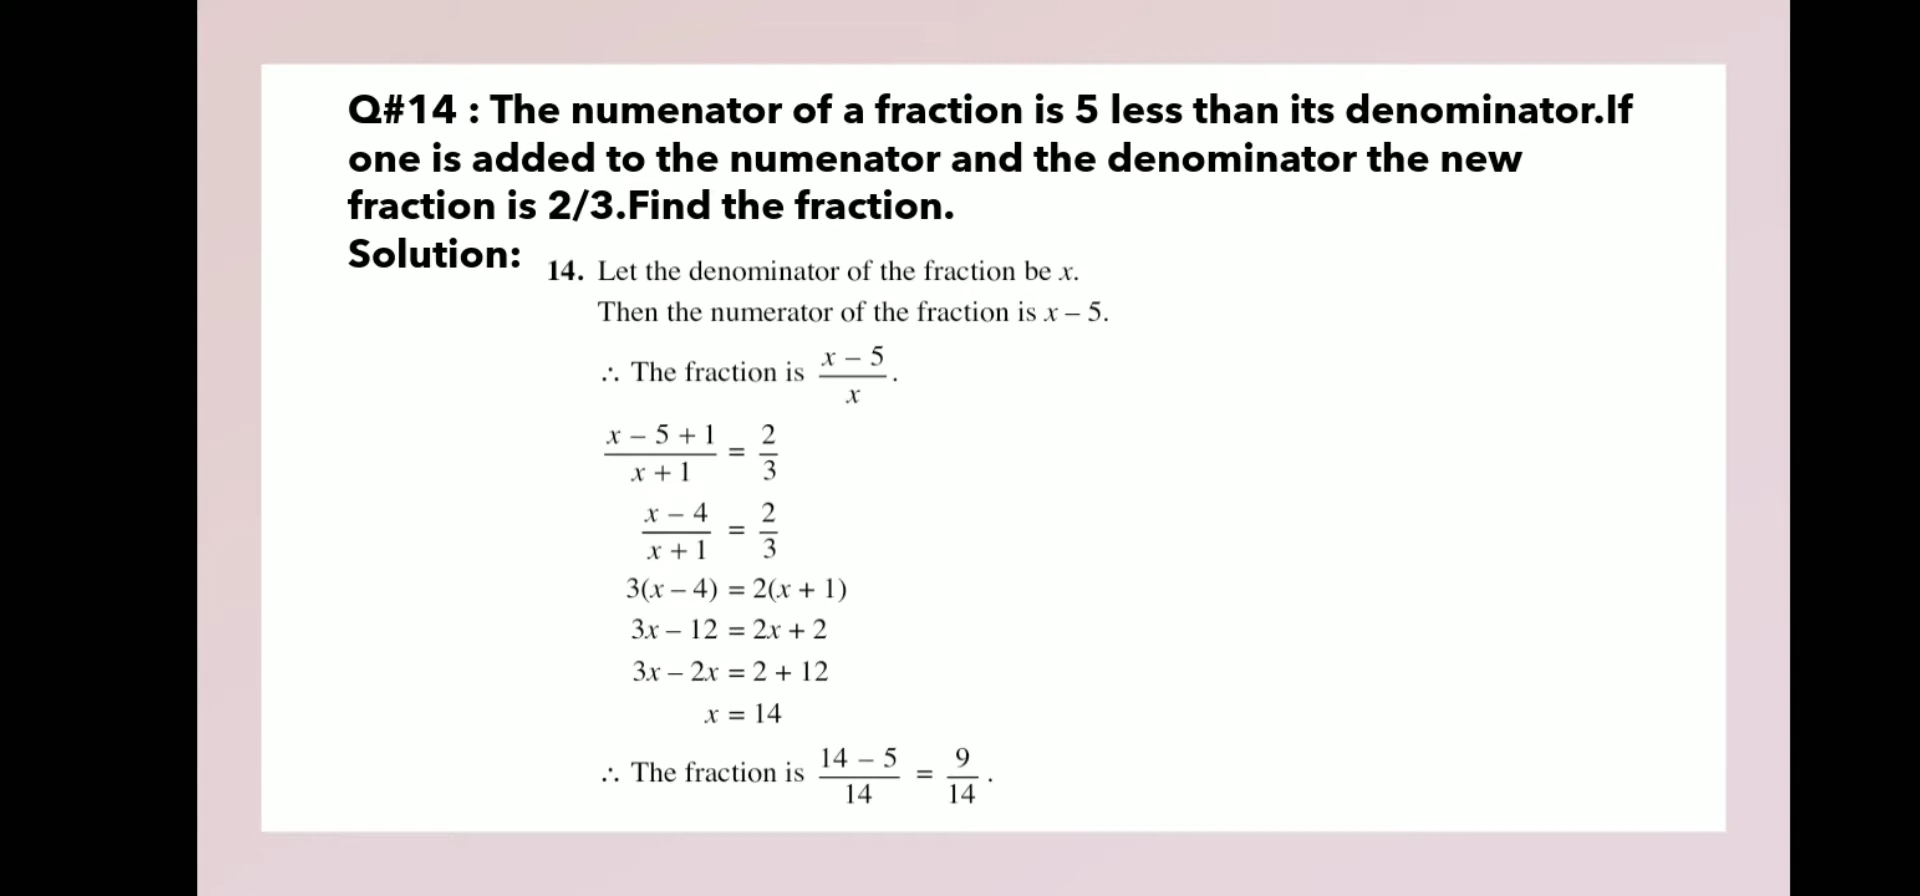 Q#14 : The numenator of a fraction is 5 less than its denominator.If
one is added to the numenator and the denominator the new
fraction is 2/3.Find the fraction.
Solution:
14. Let the denominator of the fraction be x.
Then the numerator of the fraction is x – 5.
∴ The fraction is (x – 5)/x.
(x – 5 + 1)/(x + 1) = 2/3
(x – 4)/(x + 1) = 2/3
3(x – 4) = 2(x + 1)
3x – 12 = 2x + 2
3x – 2x = 2 + 12
x = 14
∴ The fraction is (14 – 5)/14 = 9/14.